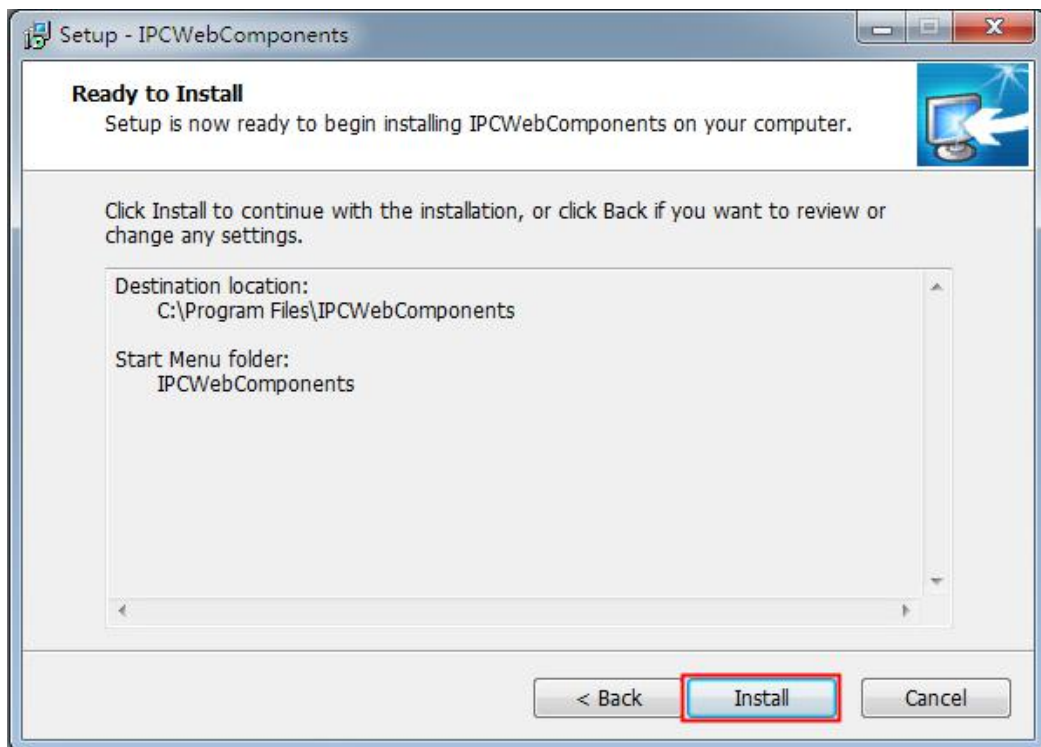 Setup - IPCWebComponents
Ready to Install
Setup is now ready to begin installing IPCWebComponents on your computer.
Click Install to continue with the installation, or click Back if you want to review or
change any settings.
Destination location:
C:\Program Files\IPCWebComponents
Start Menu folder:
IPCWebComponents
< Back
Install
Cancel